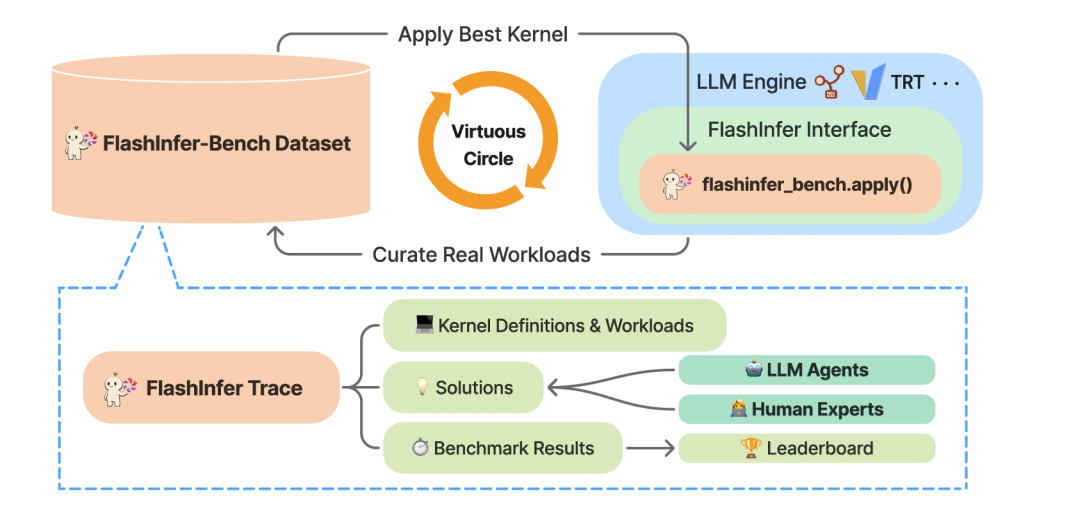 Apply Best Kernel
FlashInfer-Bench Dataset
Virtuous
Circle
LLM Engine TRT ...
FlashInfer Interface
flashinfer_bench.apply()
Curate Real Workloads
FlashInfer Trace
Kernel Definitions & Workloads
Solutions
Benchmark Results
LLM Agents
Human Experts
Leaderboard